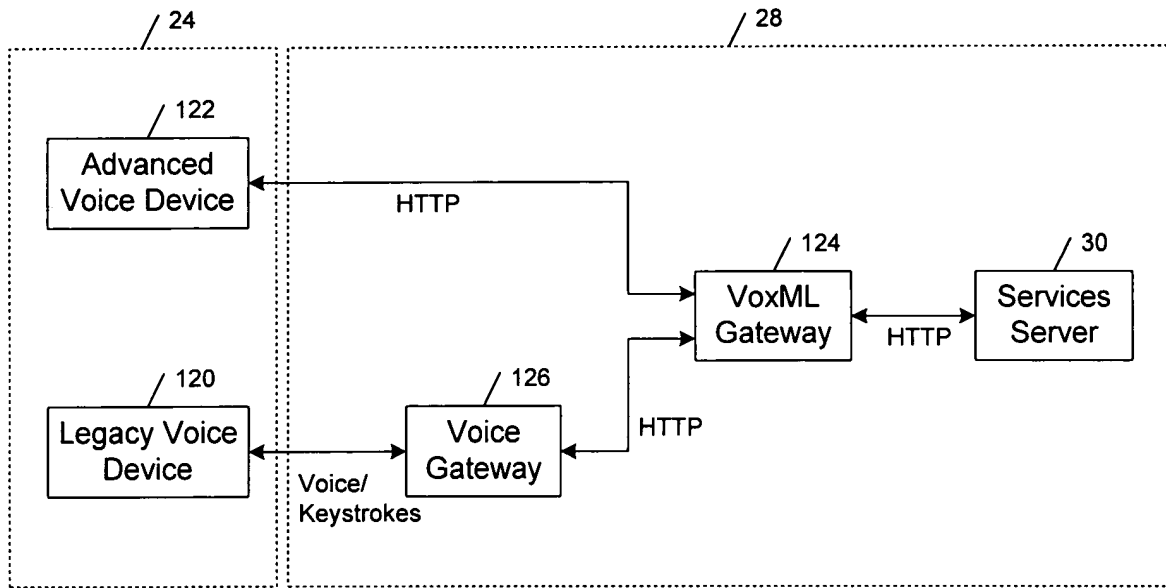 24
28
122
Advanced
Voice Device
HTTP
124
VoxML
Gateway
HTTP
30
Services
Server
120
Legacy Voice
Device
Voice/
Keystrokes
126
Voice
Gateway
HTTP